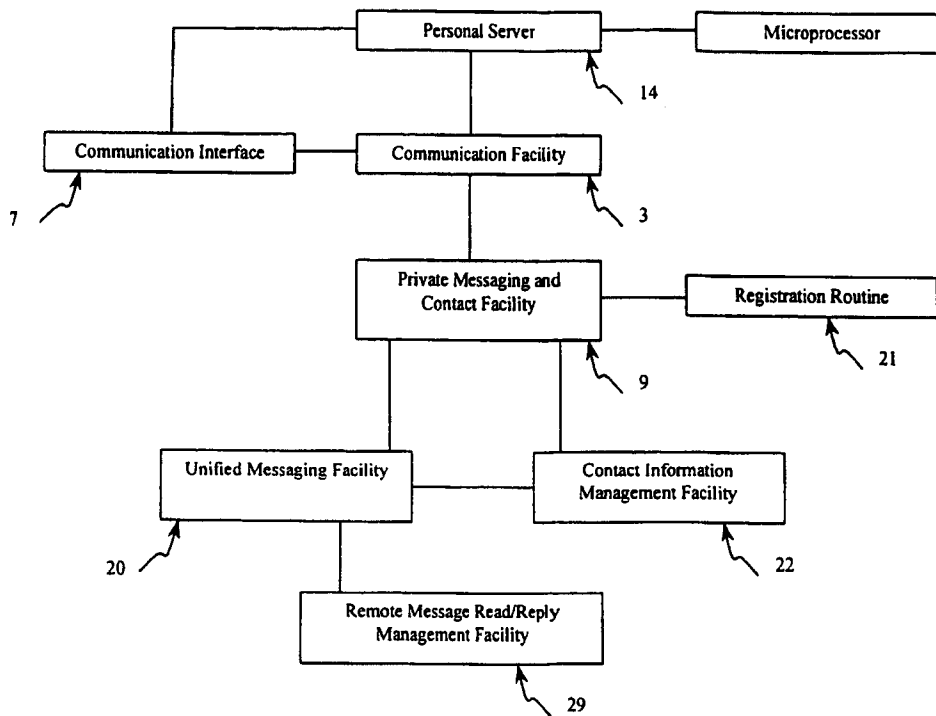 Personal Server
Microprocessor
14
Communication Interface
Communication Facility
7
3
Private Messaging and
Contact Facility
Registration Routine
9
21
Unified Messaging Facility
Contact Information
Management Facility
20
22
Remote Message Read/Reply
Management Facility
29